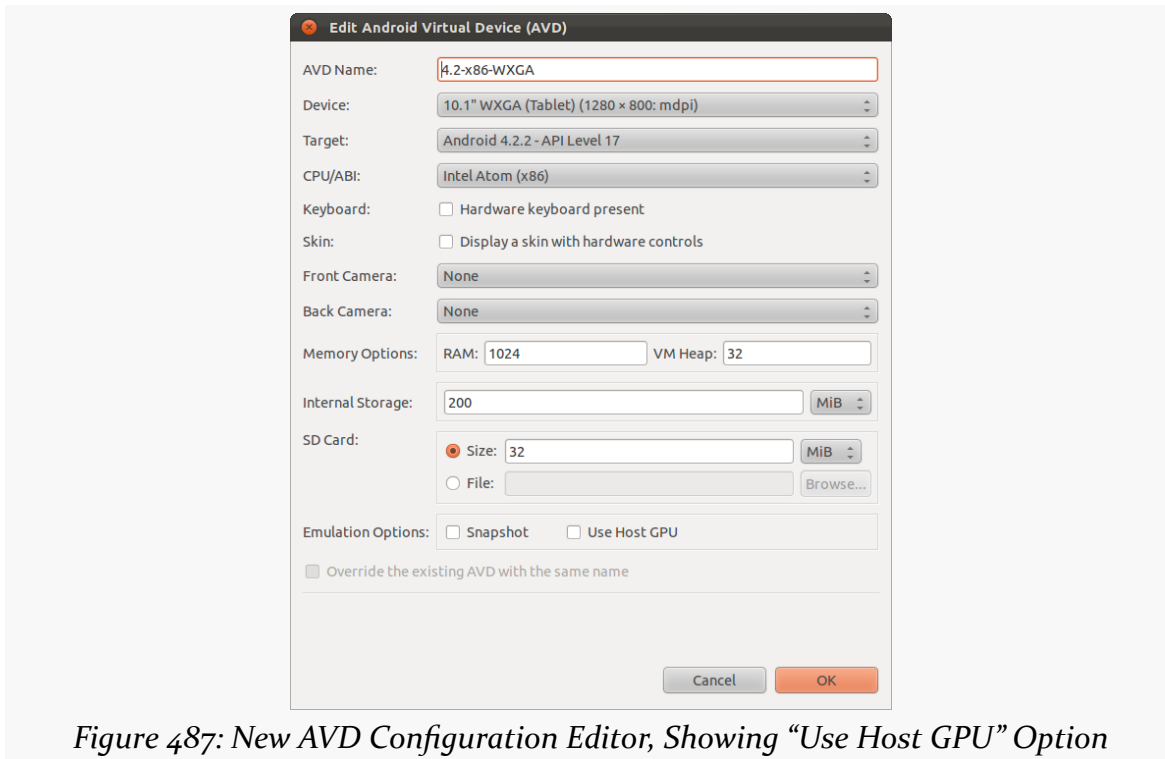 Edit Android Virtual Device (AVD)
AVD Name: 4.2-x86-WXGA
Device: 10.1" WXGA (Tablet) (1280 × 800: mdpi)
Target: Android 4.2.2 - API Level 17
CPU/ABI: Intel Atom (x86)
Keyboard: Hardware keyboard present
Skin: Display a skin with hardware controls
Front Camera: None
Back Camera: None
Memory Options: RAM: 1024 VM Heap: 32
Internal Storage: 200 MiB
SD Card:
Size: 32 MiB
File: Browse...
Emulation Options: Snapshot Use Host GPU
Override the existing AVD with the same name
Cancel OK
Figure 487: New AVD Configuration Editor, Showing “Use Host GPU” Option